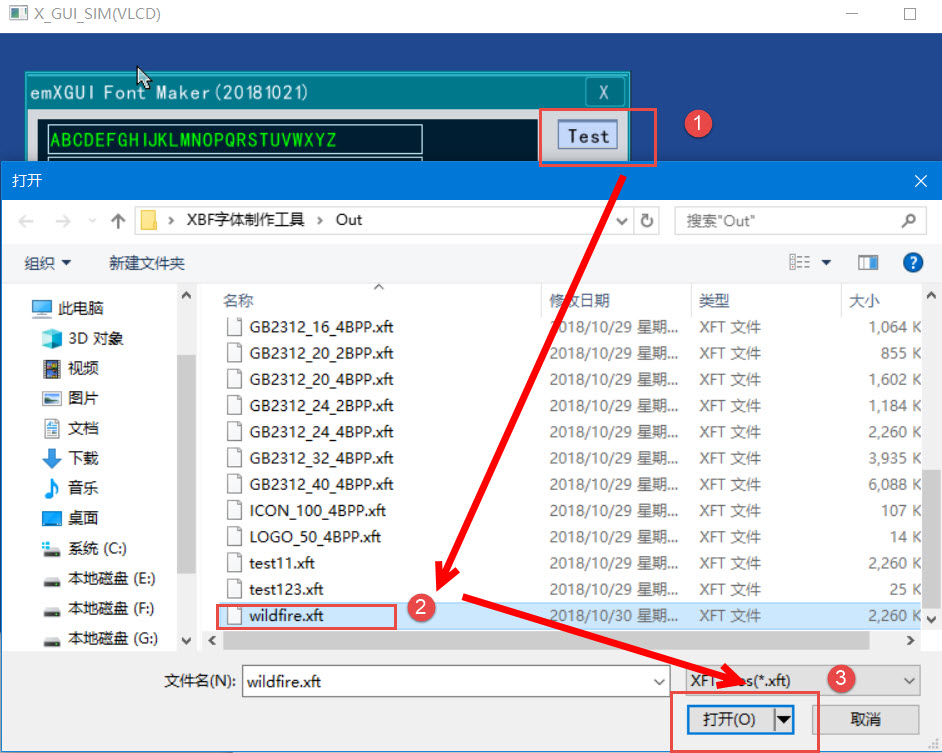 X_GUI_SIM(VLCD)
emXGUI Font Maker(20181021) X
ABCDEFGHIJKLMNOPQRSTUVWXYZ
Test
1
打开
XBF字体制作工具 › Out
搜索"Out"
组织 新建文件夹
?
名称 修改日期 类型 大小
此电脑
3D 对象
视频
图片
文档
下载
音乐
桌面
系统 (C:)
本地磁盘 (E:)
本地磁盘 (F:)
本地磁盘 (G:)
GB2312_16_4BPP.xft 2018/10/29 星期... XFT 文件 1,064 K
GB2312_20_2BPP.xft 2018/10/29 星期... XFT 文件 855 K
GB2312_20_4BPP.xft 2018/10/29 星期... XFT 文件 1,602 K
GB2312_24_2BPP.xft 2018/10/29 星期... XFT 文件 1,184 K
GB2312_24_4BPP.xft 2018/10/29 星期... XFT 文件 2,260 K
GB2312_32_4BPP.xft 2018/10/29 星期... XFT 文件 3,935 K
GB2312_40_4BPP.xft 2018/10/29 星期... XFT 文件 6,088 K
ICON_100_4BPP.xft 2018/10/29 星期... XFT 文件 107 K
LOGO_50_4BPP.xft 2018/10/29 星期... XFT 文件 14 K
test11.xft 2018/10/29 星期... XFT 文件 2,260 K
test123.xft 2018/10/29 星期... XFT 文件 25 K
wildfire.xft 2018/10/30 星期... XFT 文件 2,260 K
2
文件名(N): wildfire.xft
(*.xft)
3
打开(O) 取消